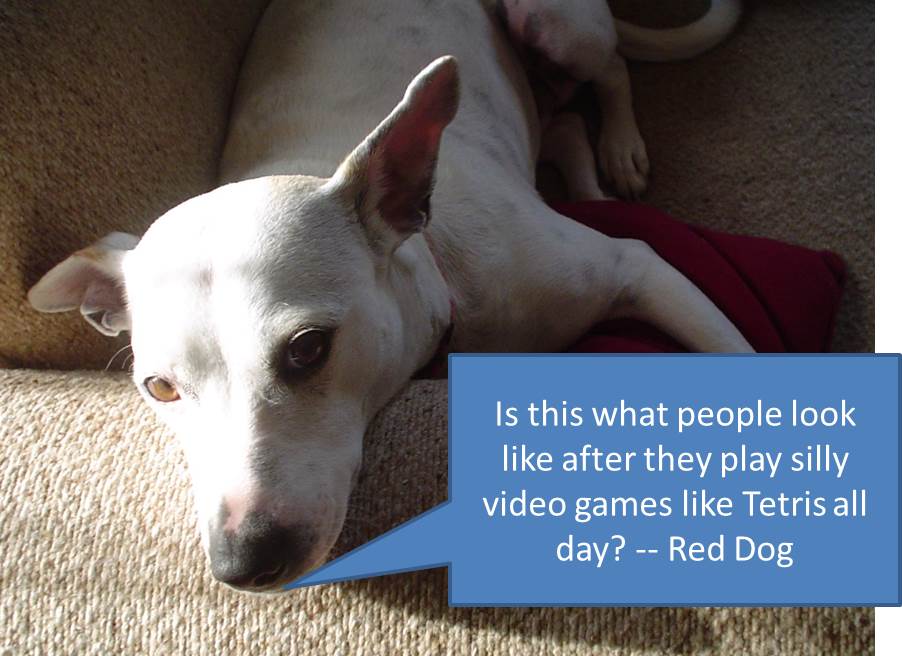 Is this what people look
like after they play silly
video games like Tetris all
day? -- Red Dog